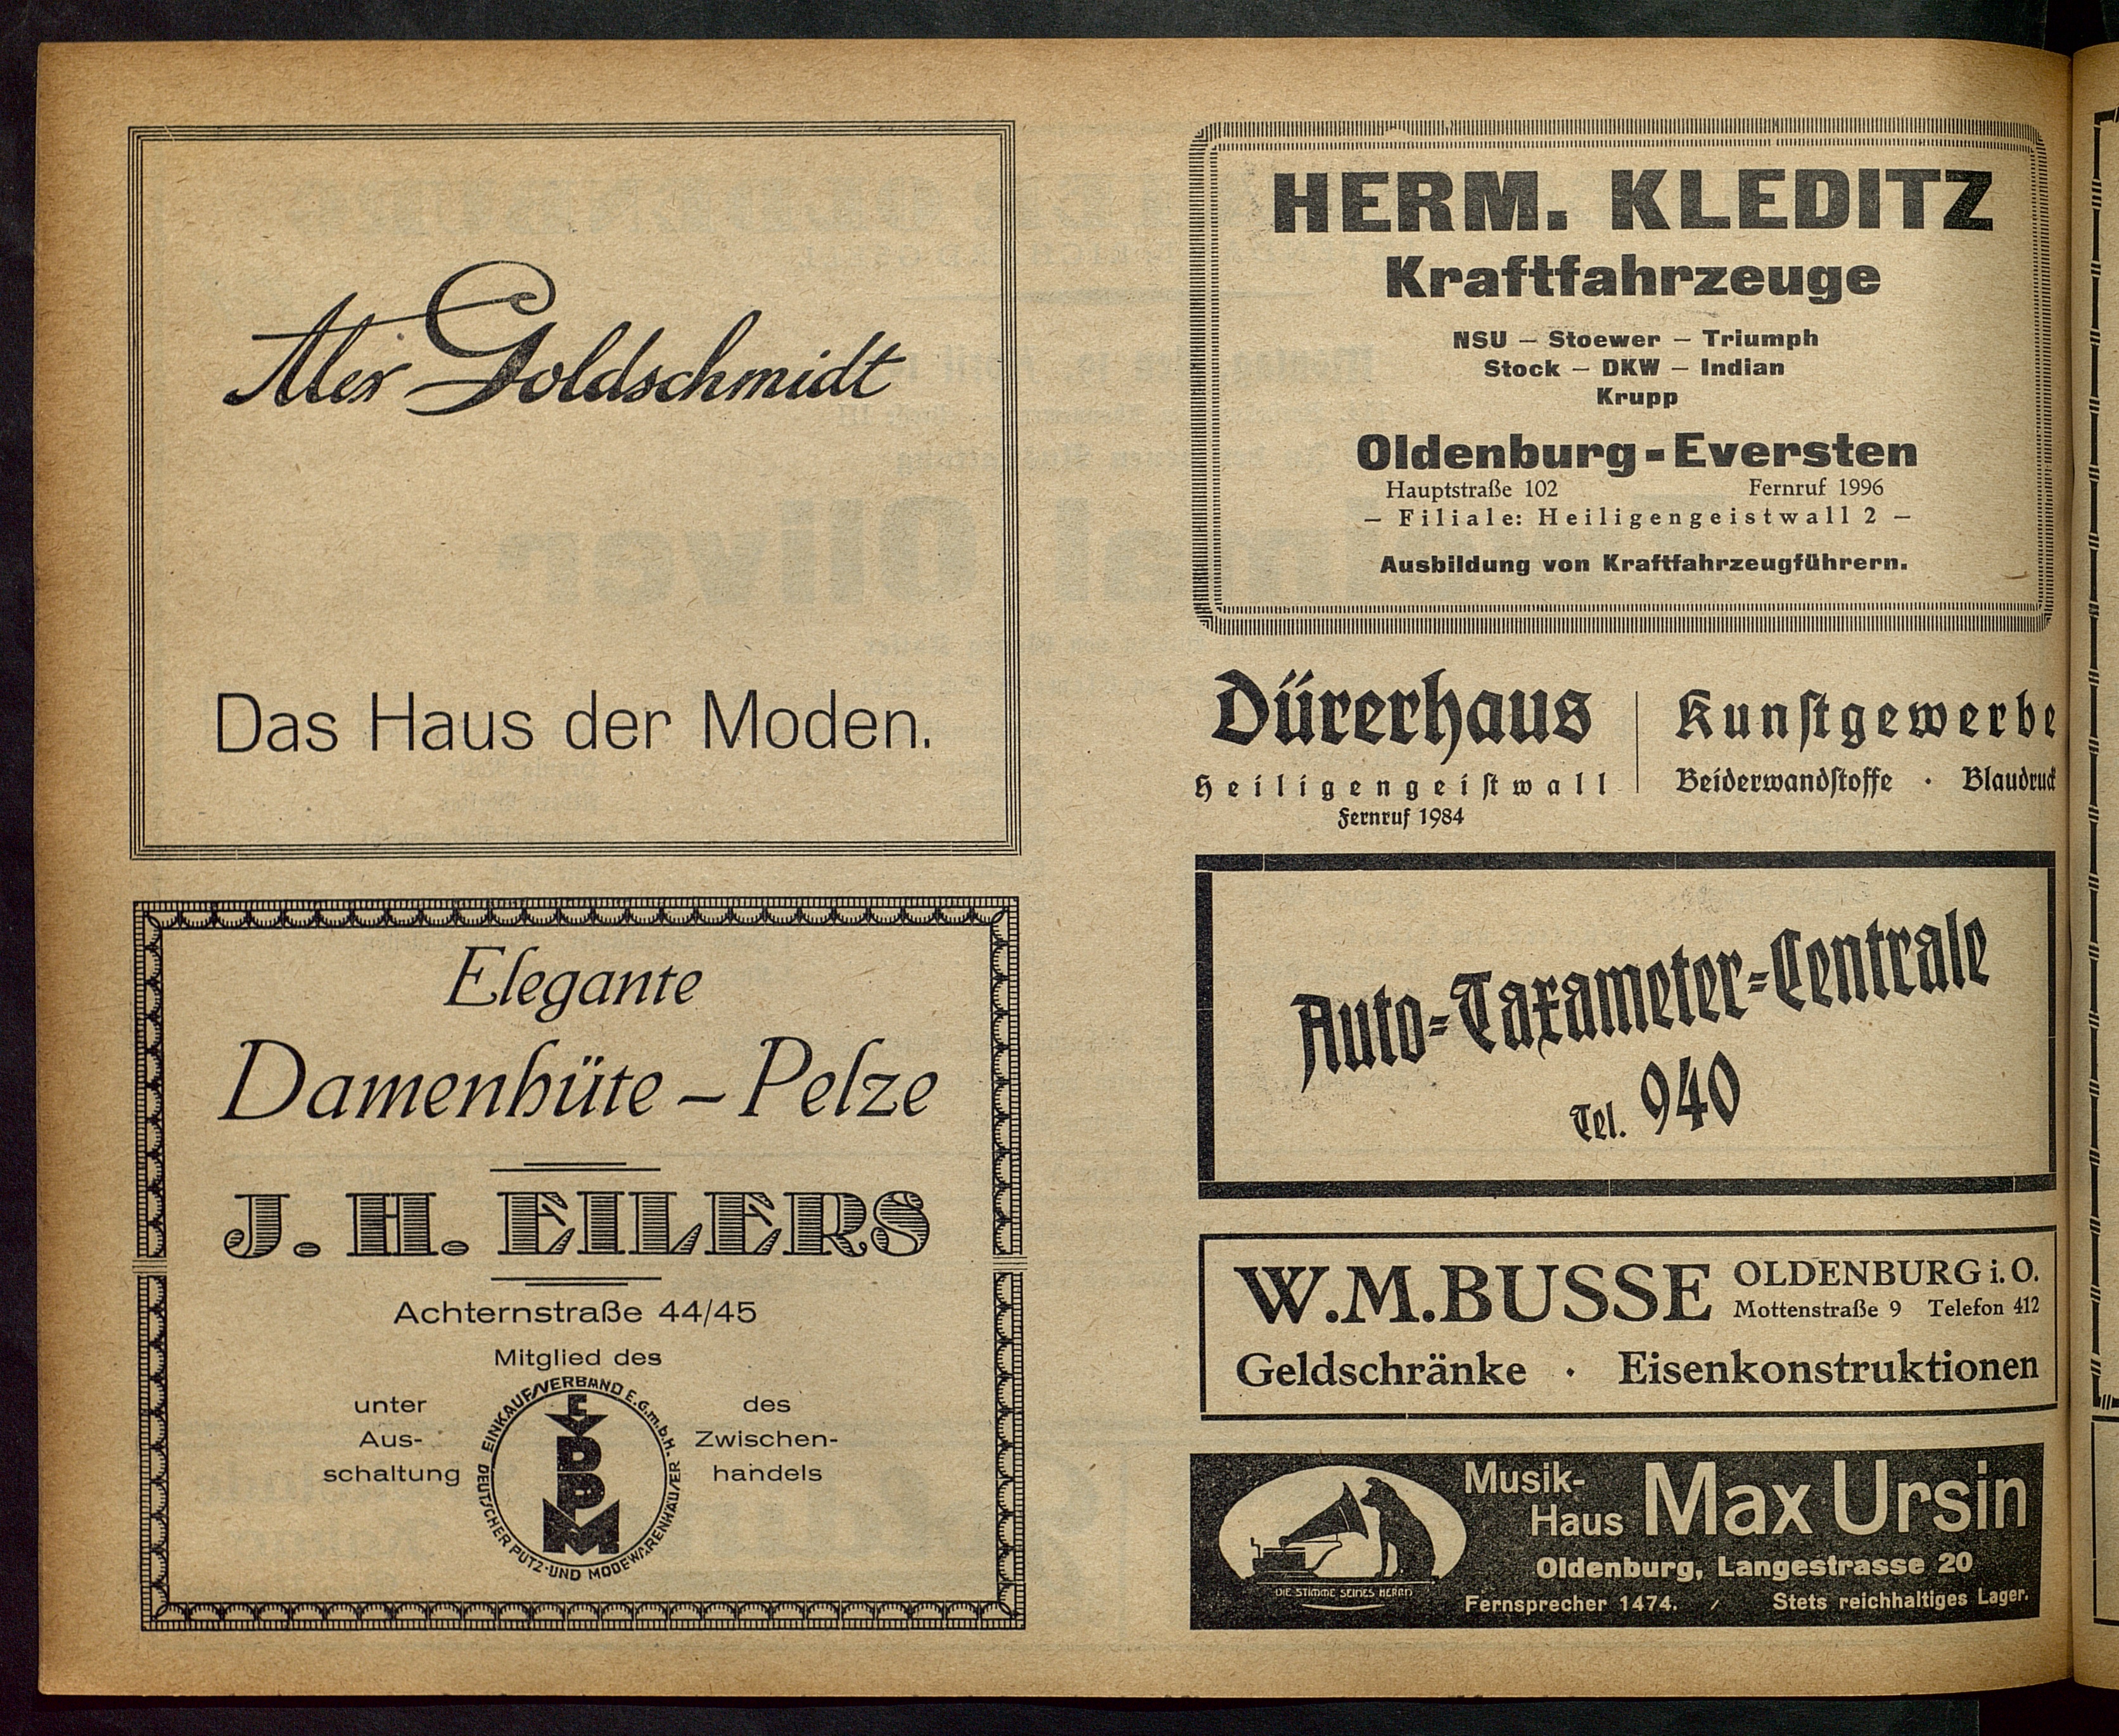 Alex Goldschmidt
Das Haus der Moden.
Elegante
Damenhüte – Pelze
J. H. EILERS
Achternstraße 44/45
Mitglied des
unter
Aus-
schaltung
EINKAUFSVERBAND E.G.m.b.H.
DEUTSCHER PUTZ-UND MODEWARENHÄUSER
E
V
D
P
M
des
Zwischen-
handels
HERM. KLEDITZ
Kraftfahrzeuge
NSU – Stoewer – Triumph
Stock – DKW – Indian
Krupp
Oldenburg-Eversten
Hauptstraße 102 Fernruf 1996
– Filiale: Heiligengeistwall 2 –
Ausbildung von Kraftfahrzeugführern.
Dürerhaus
Heiligengeistwall
Fernruf 1984
Kunstgewerbe
Beiderwandstoffe · Blaudruck
Auto-Taxameter-Centrale
Tel. 940
W.M.BUSSE OLDENBURG i. O.
Mottenstraße 9 Telefon 412
Geldschränke · Eisenkonstruktionen
DIE STIMME SEINES HERRN
Musik-
Haus Max Ursin
Oldenburg, Langestrasse 20
Fernsprecher 1474. / Stets reichhaltiges Lager.